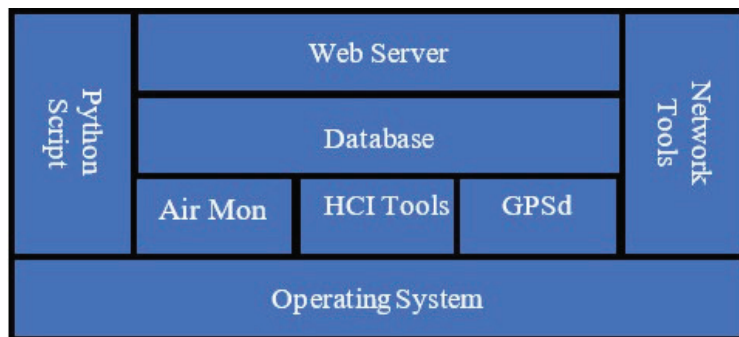 Python
Script
Web Server
Network
Tools
Database
Air Mon
HCI Tools
GPSd
Operating System